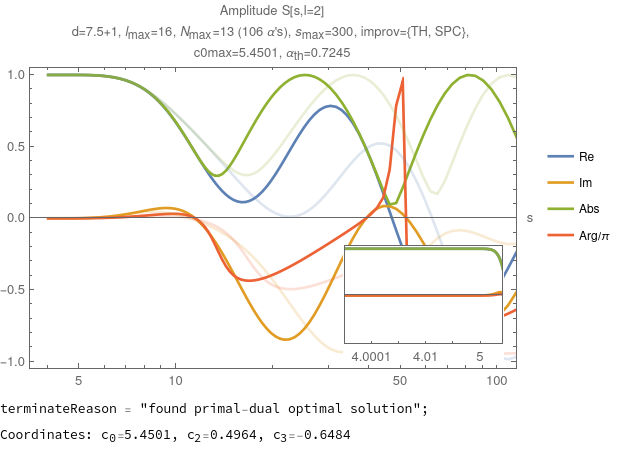 Amplitude S[s,l=2]
d=7.5+1, lmax=16, Nmax=13 (106 α's), smax=300, improv={TH, SPC},
c0max=5.4501, αth=0.7245
1.0
0.5
0.0
-0.5
-1.0
s
Re
Im
Abs
Arg/π
4.0001 4.01 5
5 10 50 100
terminateReason = "found primal-dual optimal solution";
Coordinates: c0=5.4501, c2=0.4964, c3=-0.6484